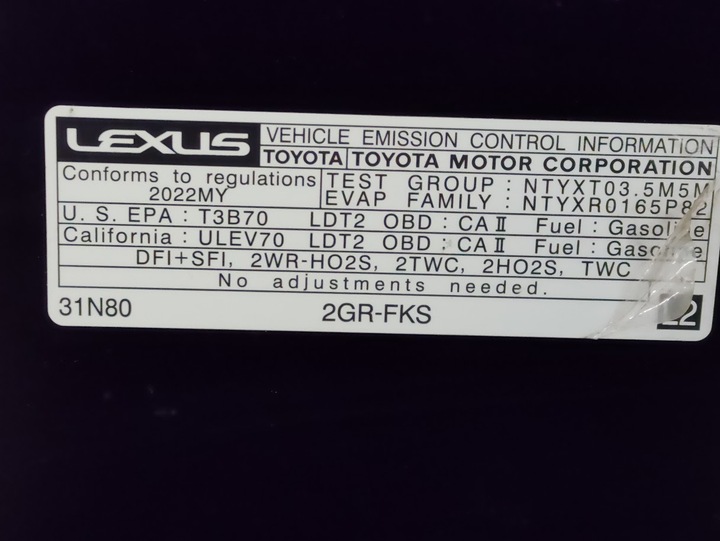 LEXUS VEHICLE EMISSION CONTROL INFORMATION
TOYOTA TOYOTA MOTOR CORPORATION
Conforms to regulations TEST GROUP : NTYXT03.5M5M
2022MY EVAP FAMILY : NTYXR0165P82
U. S. EPA : T3B70 LDT2 OBD : CA II Fuel : Gasoline
California : ULEV70 LDT2 OBD : CA II Fuel : Gasoline
DFI+SFI, 2WR-HO2S, 2TWC, 2HO2S, TWC
No adjustments needed.
31N80 2GR-FKS